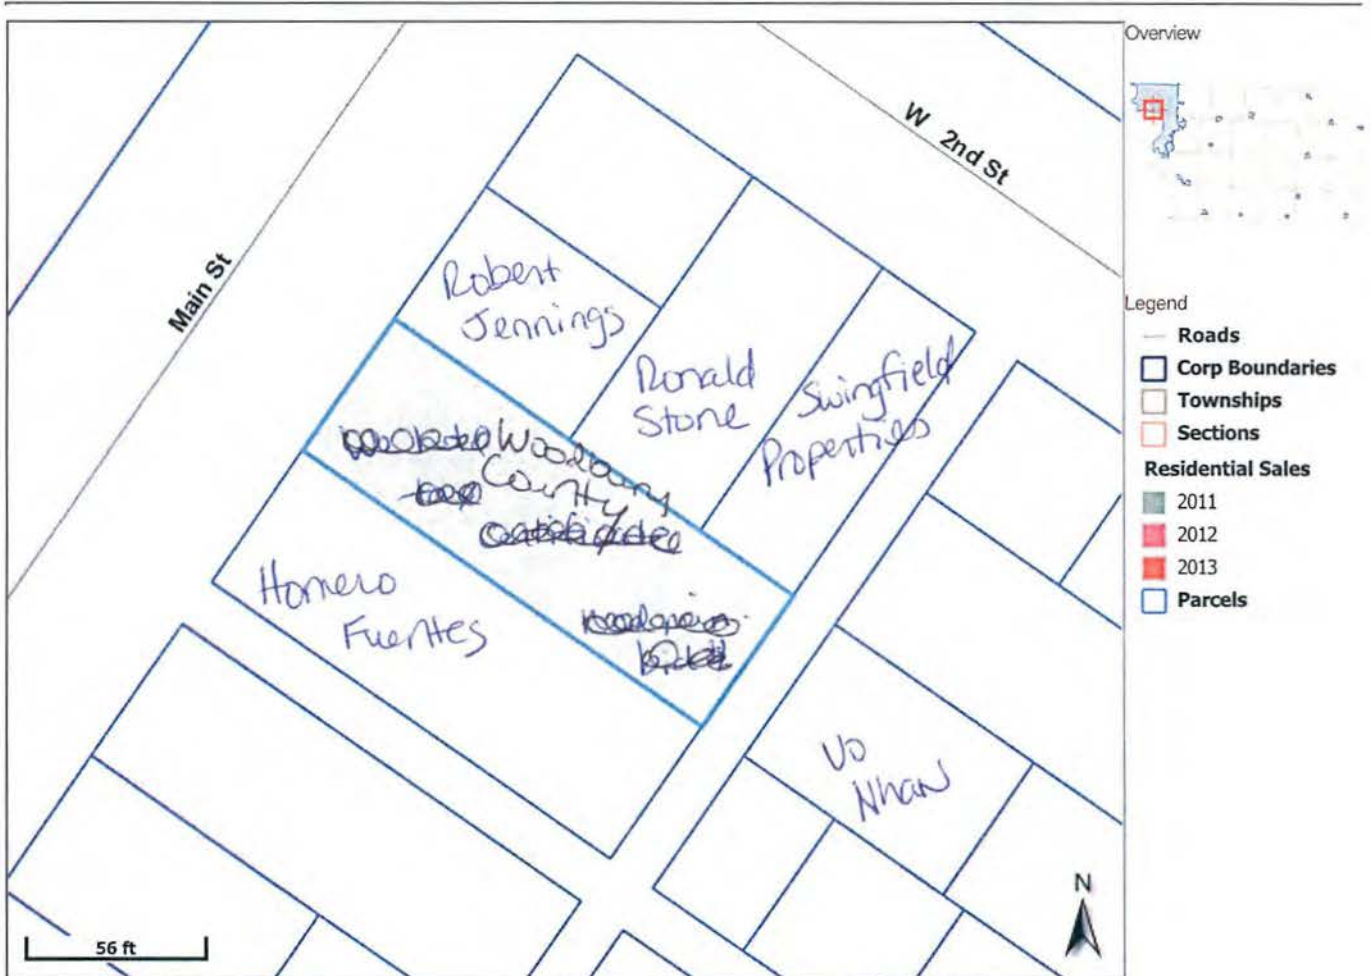 Overview
W 2nd St
Main St
Robert
Jennings
Ronald
Stone
Swingfield
Properties
Woodbury
County
Homero
Fuentes
Vo
Nhan
56 ft
N
Legend
Roads
Corp Boundaries
Townships
Sections
Residential Sales
2011
2012
2013
Parcels